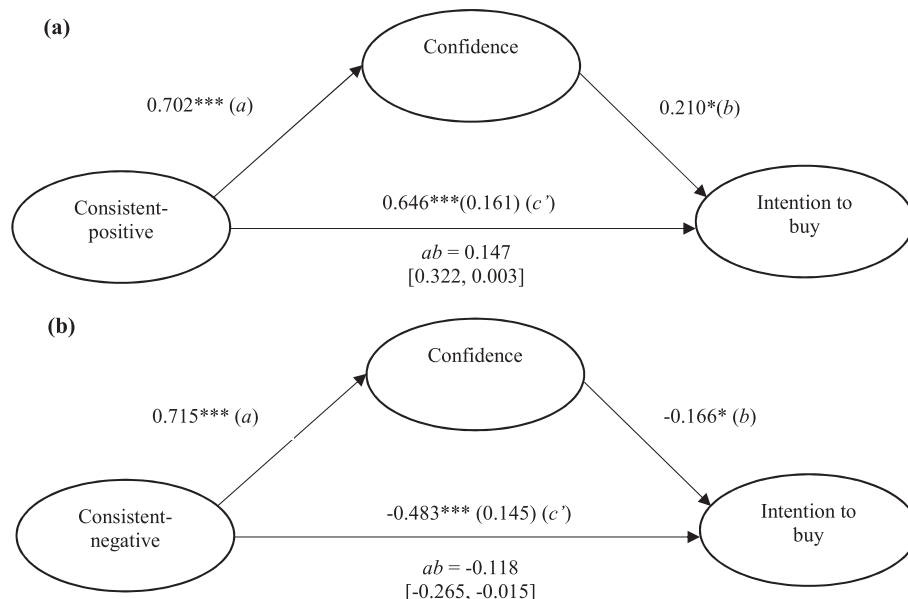 (a)
Confidence
0.702*** (a)
0.210*(b)
Consistent-
positive
0.646***(0.161) (c’)
Intention to
buy
ab = 0.147
[0.322, 0.003]
(b)
Confidence
0.715*** (a)
-0.166* (b)
Consistent-
negative
-0.483*** (0.145) (c’)
Intention to
buy
ab = -0.118
[-0.265, -0.015]